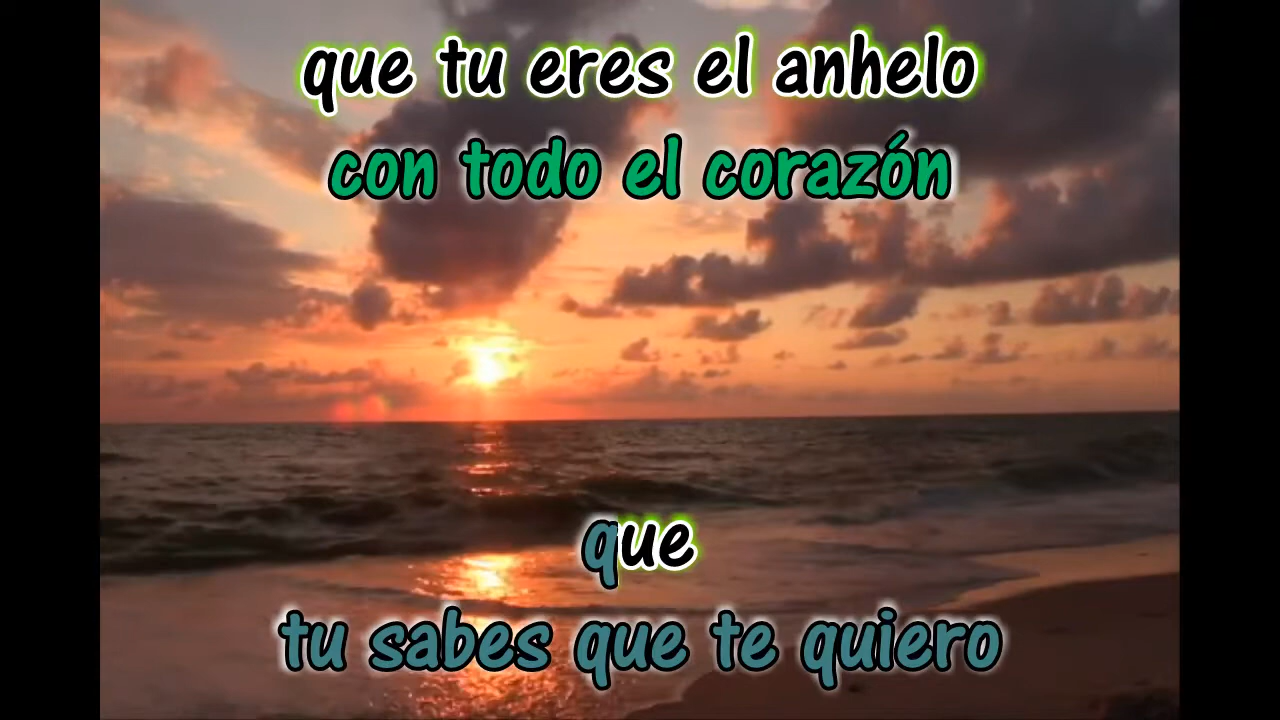 que tu eres el anhelo
con todo el corazón
que
tu sabes que te quiero